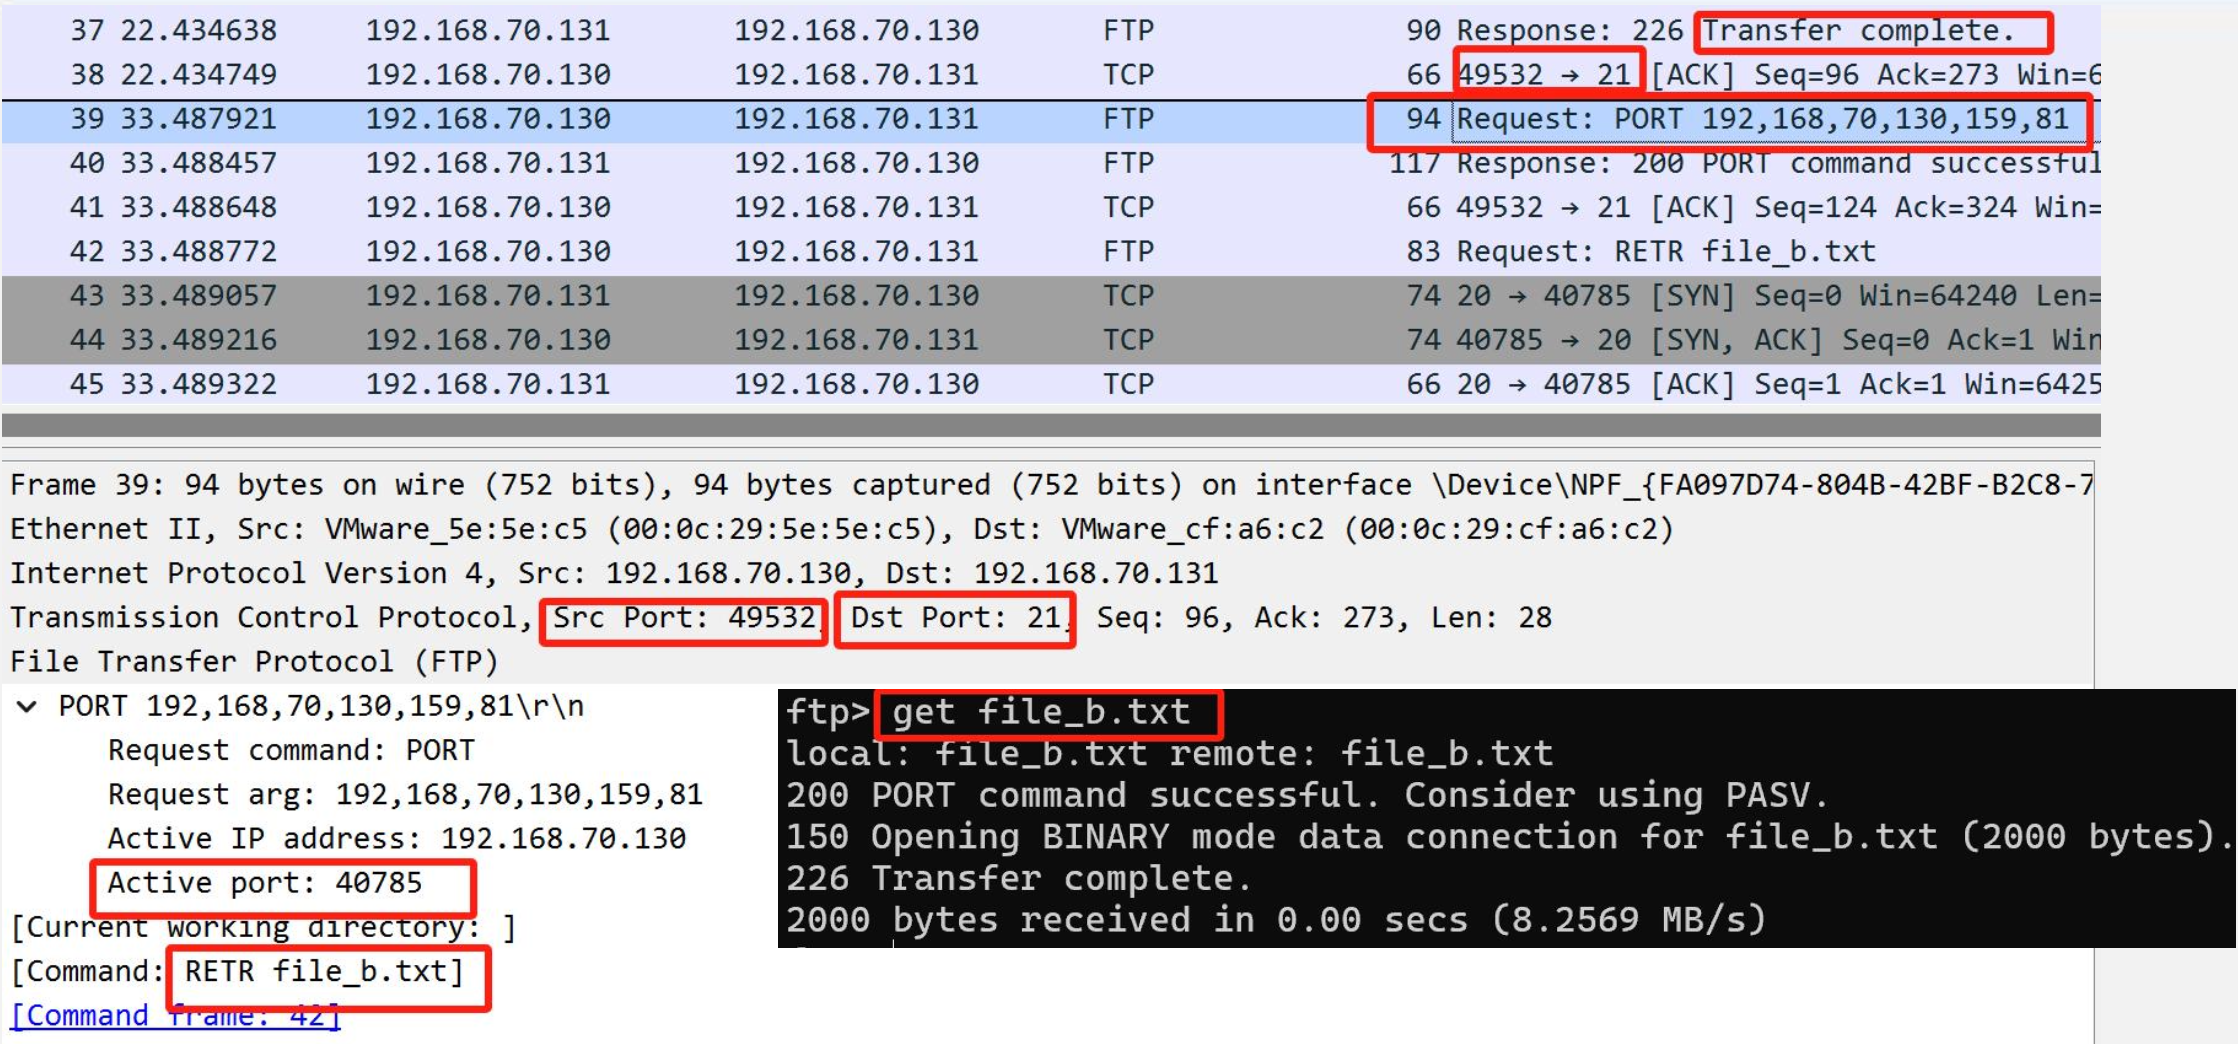 37 22.434638 192.168.70.131 192.168.70.130 FTP 90 Response: 226 Transfer complete.
38 22.434749 192.168.70.130 192.168.70.131 TCP 66 49532 → 21 [ACK] Seq=96 Ack=273 Win=6
39 33.487921 192.168.70.130 192.168.70.131 FTP 94 Request: PORT 192,168,70,130,159,81
40 33.488457 192.168.70.131 192.168.70.130 FTP 117 Response: 200 PORT command successful
41 33.488648 192.168.70.130 192.168.70.131 TCP 66 49532 → 21 [ACK] Seq=124 Ack=324 Win=
42 33.488772 192.168.70.130 192.168.70.131 FTP 83 Request: RETR file_b.txt
43 33.489057 192.168.70.131 192.168.70.130 TCP 74 20 → 40785 [SYN] Seq=0 Win=64240 Len=
44 33.489216 192.168.70.130 192.168.70.131 TCP 74 40785 → 20 [SYN, ACK] Seq=0 Ack=1 Win
45 33.489322 192.168.70.131 192.168.70.130 TCP 66 20 → 40785 [ACK] Seq=1 Ack=1 Win=6425
Frame 39: 94 bytes on wire (752 bits), 94 bytes captured (752 bits) on interface \Device\NPF_{FA097D74-804B-42BF-B2C8-7
Ethernet II, Src: VMware_5e:5e:c5 (00:0c:29:5e:5e:c5), Dst: VMware_cf:a6:c2 (00:0c:29:cf:a6:c2)
Internet Protocol Version 4, Src: 192.168.70.130, Dst: 192.168.70.131
Transmission Control Protocol, Src Port: 49532, Dst Port: 21, Seq: 96, Ack: 273, Len: 28
File Transfer Protocol (FTP)
PORT 192,168,70,130,159,81\r\n
Request command: PORT
Request arg: 192,168,70,130,159,81
Active IP address: 192.168.70.130
Active port: 40785
[Current working directory: ]
[Command: RETR file_b.txt]
[Command frame: 42]
ftp> get file_b.txt
local: file_b.txt remote: file_b.txt
200 PORT command successful. Consider using PASV.
150 Opening BINARY mode data connection for file_b.txt (2000 bytes).
226 Transfer complete.
2000 bytes received in 0.00 secs (8.2569 MB/s)